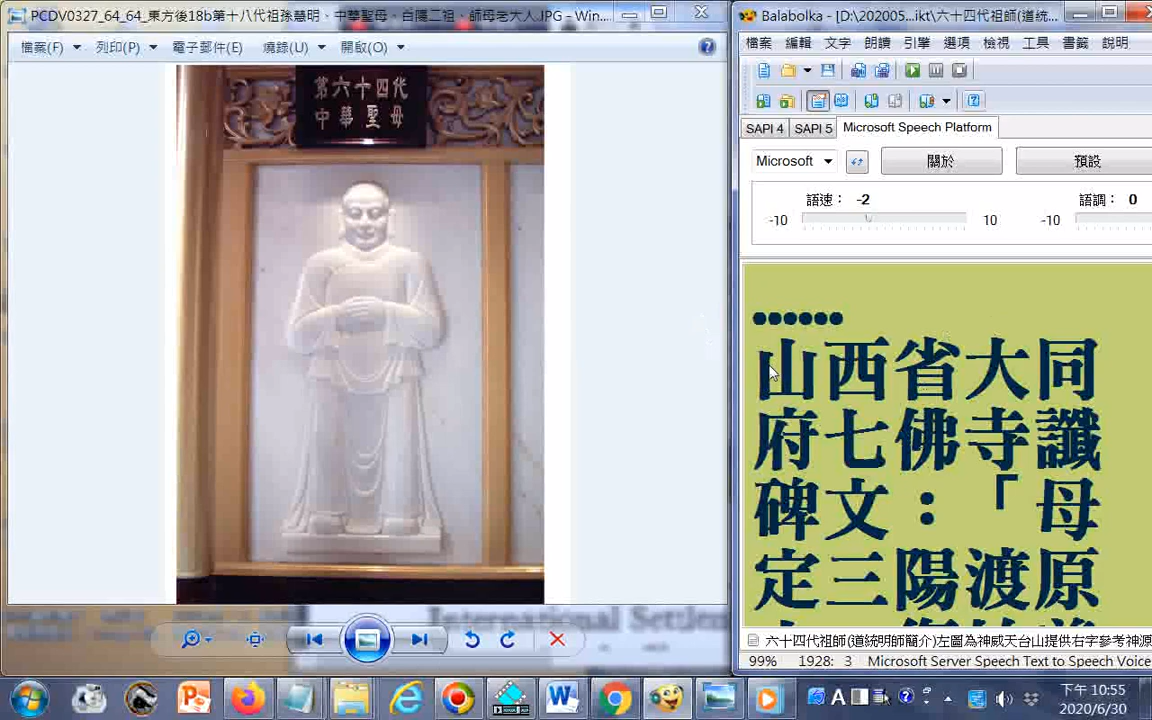 PCDV0327_64_64_東方後18b第十八代祖孫慧明、中華聖母、白陽二祖、師母老大人.JPG - Win...
檔案(F)
列印(P)
電子郵件(E)
燒錄(U)
開啟(O)
第六十四代
中華聖母
Balabolka - [D:\202005...ikt\六十四代祖師(道統...
檔案 編輯 文字 朗讀 引擎 選項 檢視 工具 書籤 說明
SAPI 4
SAPI 5
Microsoft Speech Platform
Microsoft
關於
預設
語速： -2
語調： 0
-10
10
-10
●●●●●●
山西省大同
府七佛寺讖
碑文：「母
定三陽渡原
International Settlem
六十四代祖師(道統明師簡介)左圖為神威天台山提供右字參考神源
99%
1928: 3
Microsoft Server Speech Text to Speech Voice
下午 10:55
2020/6/30